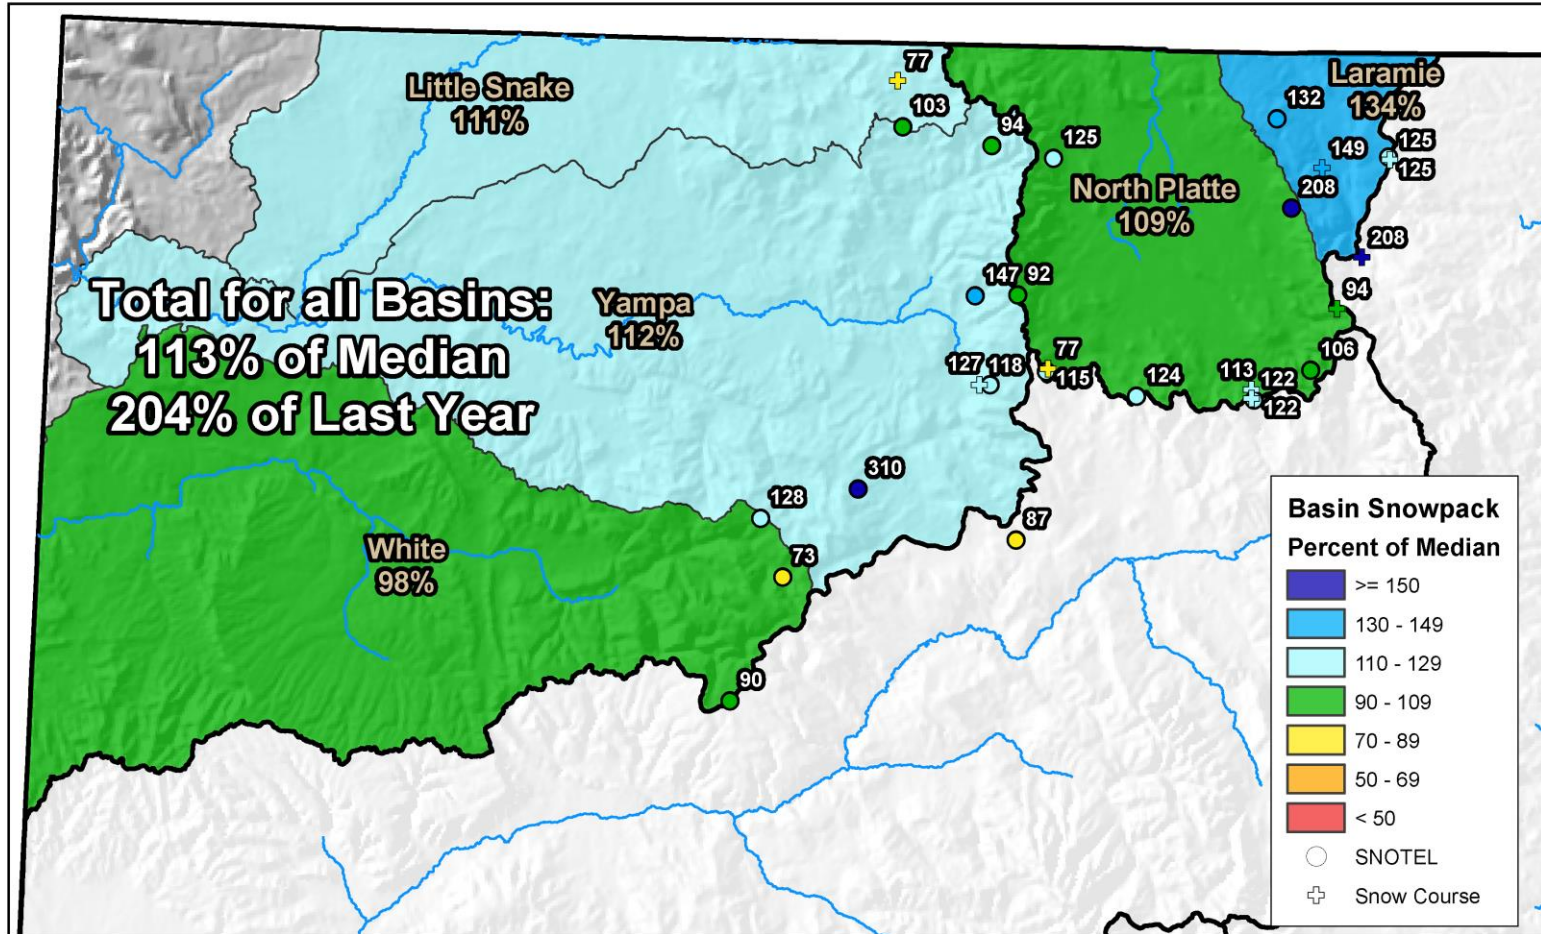 77
Little Snake
111%
103
94
125
Laramie
134%
132
149
125
125
North Platte
109%
208
208
147
92
94
Total for all Basins:
113% of Median
204% of Last Year
Yampa
112%
127
118
77
115
124
113
122
122
106
310
128
87
73
White
98%
90
Basin Snowpack
Percent of Median
>= 150
130 - 149
110 - 129
90 - 109
70 - 89
50 - 69
< 50
SNOTEL
Snow Course